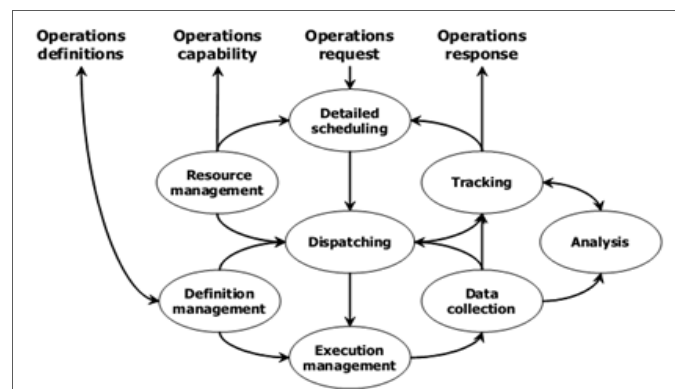 Operations definitions
Operations capability
Operations request
Operations response
Detailed scheduling
Resource management
Tracking
Dispatching
Analysis
Definition management
Data collection
Execution management